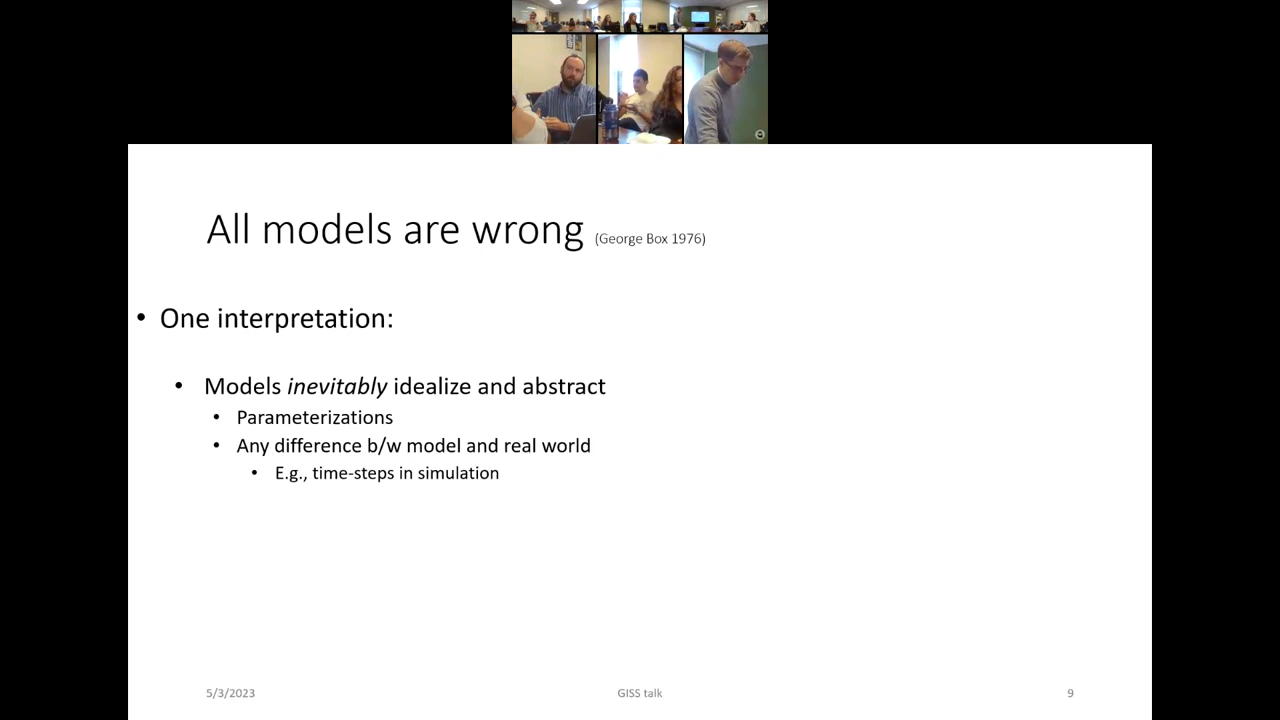 All models are wrong (George Box 1976)
• One interpretation:
• Models inevitably idealize and abstract
• Parameterizations
• Any difference b/w model and real world
• E.g., time-steps in simulation
5/3/2023 GISS talk 9